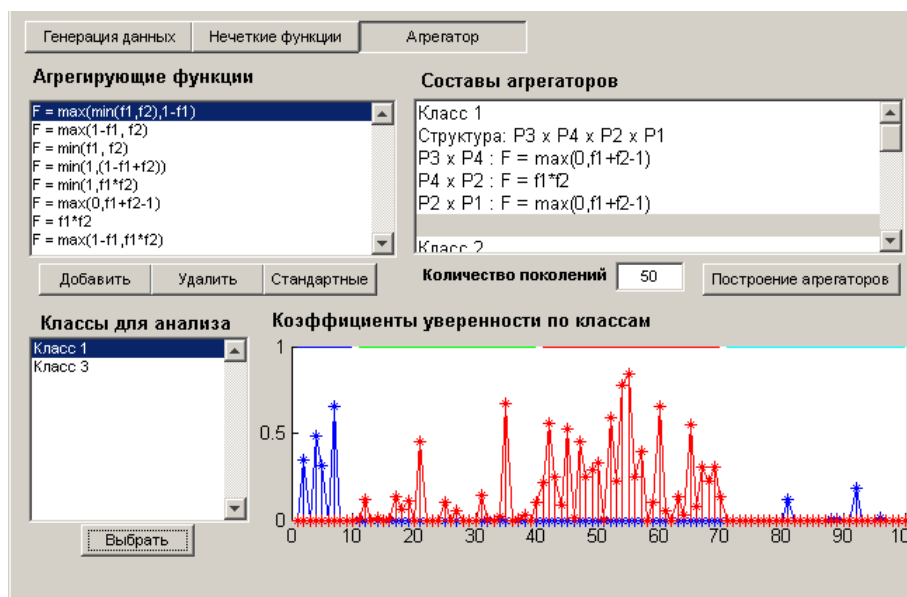 Генерация данных
Нечеткие функции
Агрегатор
Агрегирующие функции
F = max(min(f1,f2),1-f1)
F = max(1-f1, f2)
F = min(f1, f2)
F = min(1,(1-f1+f2))
F = min(1,f1*f2)
F = max(0,f1+f2-1)
F = f1*f2
F = max(1-f1,f1*f2)
Добавить
Удалить
Стандартные
Составы агрегаторов
Класс 1
Структура: P3 x P4 x P2 x P1
P3 x P4 : F = max(0,f1+f2-1)
P4 x P2 : F = f1*f2
P2 x P1 : F = max(0,f1+f2-1)
Класс 2
Количество поколений
50
Построение агрегаторов
Классы для анализа
Класс 1
Класс 3
Выбрать
Коэффициенты уверенности по классам
1
0.5
0
0 10 20 30 40 50 60 70 80 90 10